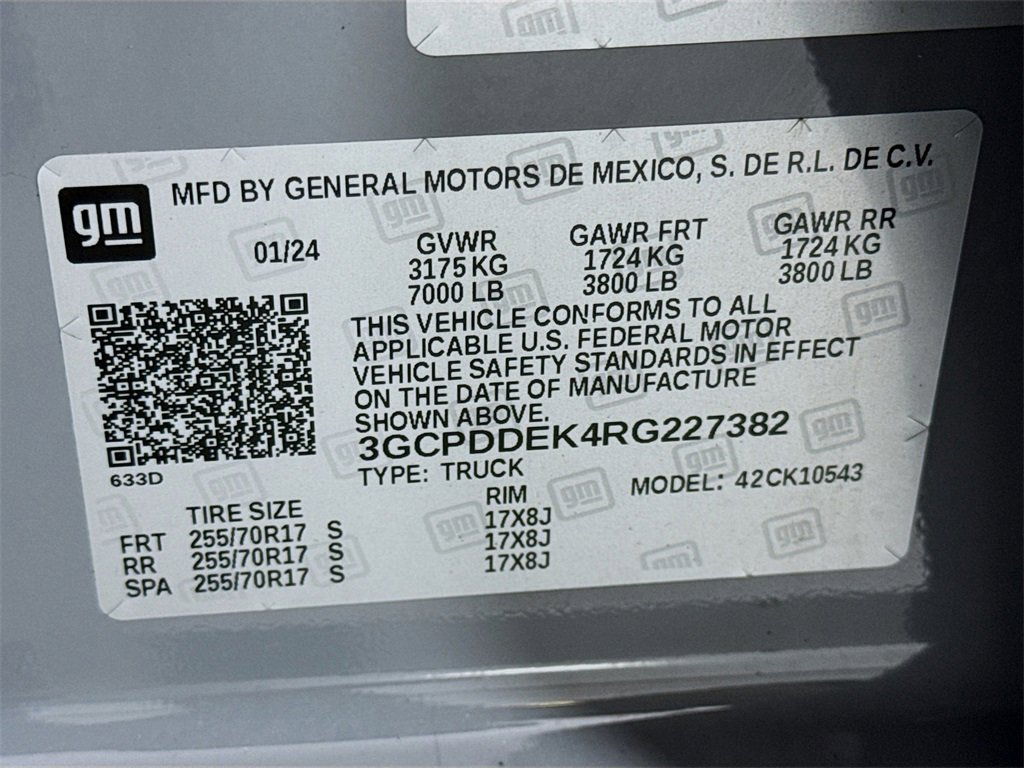 gm
MFD BY GENERAL MOTORS DE MEXICO, S. DE R.L. DE C.V.
01/24
GVWR
3175 KG
7000 LB
GAWR FRT
1724 KG
3800 LB
GAWR RR
1724 KG
3800 LB
THIS VEHICLE CONFORMS TO ALL
APPLICABLE U.S. FEDERAL MOTOR
VEHICLE SAFETY STANDARDS IN EFFECT
ON THE DATE OF MANUFACTURE
SHOWN ABOVE.
3GCPDDEK4RG227382
TYPE: TRUCK
MODEL: 42CK10543
633D
TIRE SIZE RIM
FRT 255/70R17 S 17X8J
RR 255/70R17 S 17X8J
SPA 255/70R17 S 17X8J